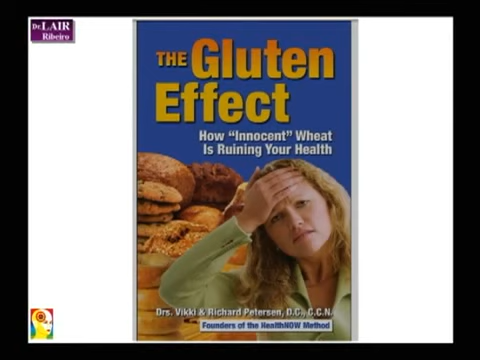 Dr. LAIR
Ribeiro
THE Gluten
Effect
How “Innocent” Wheat
Is Ruining Your Health
Drs. Vikki & Richard Petersen, D.C., C.C.N.
Founders of the HealthNOW Method